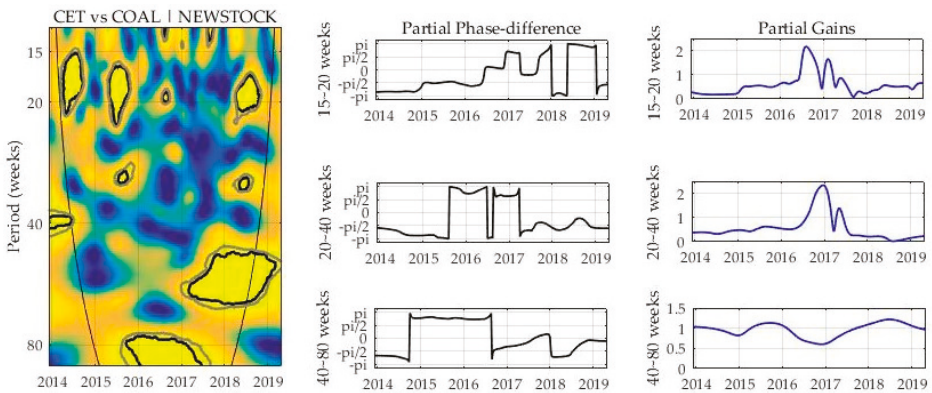 CET vs COAL | NEWSTOCK
Period (weeks)
15
20
40
80
2014 2015 2016 2017 2018 2019
Partial Phase-difference
15~20 weeks
pi
pi/2
0
-pi/2
-pi
2014 2015 2016 2017 2018 2019
20~40 weeks
pi
pi/2
0
-pi/2
-pi
2014 2015 2016 2017 2018 2019
40~80 weeks
pi
pi/2
0
-pi/2
-pi
2014 2015 2016 2017 2018 2019
Partial Gains
15~20 weeks
2
1
0
2014 2015 2016 2017 2018 2019
20~40 weeks
2
1
0
2014 2015 2016 2017 2018 2019
40~80 weeks
1.5
1
0.5
0
2014 2015 2016 2017 2018 2019